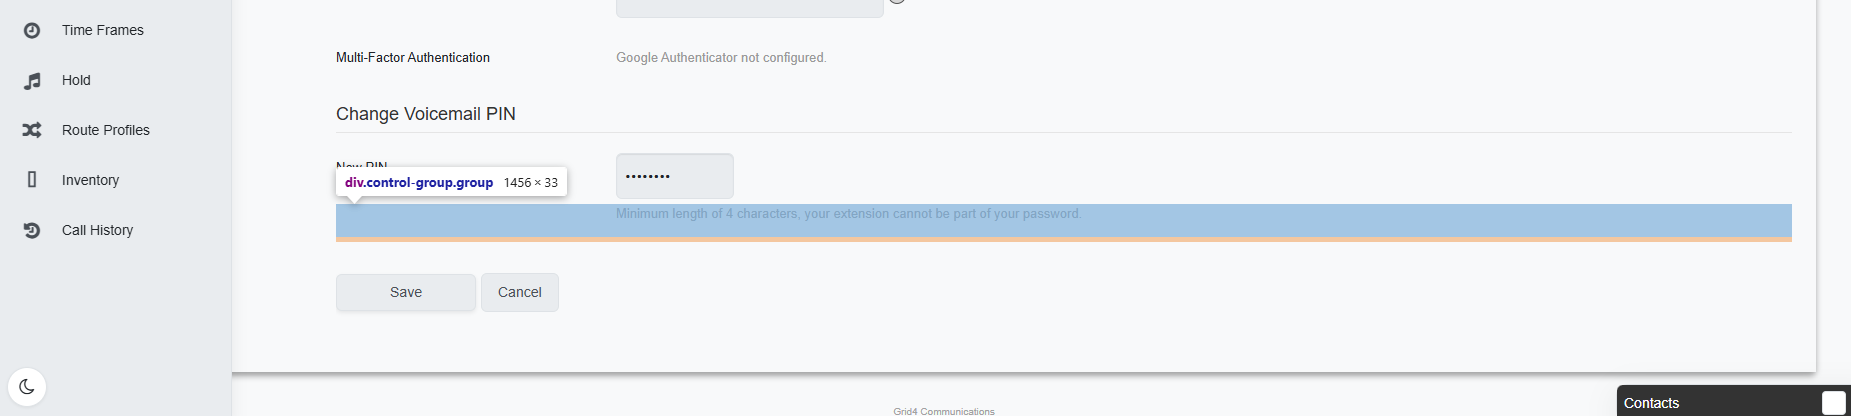 Time Frames
Hold
Route Profiles
Inventory
Call History
Multi-Factor Authentication
Google Authenticator not configured.
Change Voicemail PIN
New PIN
••••••••
div.control-group.group 1456 × 33
Minimum length of 4 characters, your extension cannot be part of your password.
Save
Cancel
Grid4 Communications
Contacts